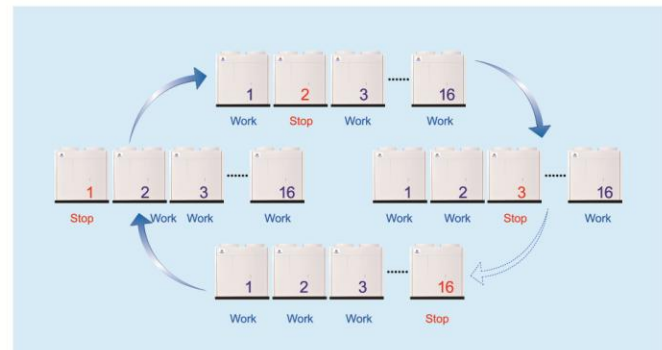 1 2 3 ...... 16
Work Stop Work Work
1 2 3 ...... 16
Stop Work Work Work
1 2 3 ...... 16
Work Work Stop Work
1 2 3 ...... 16
Work Work Work Stop